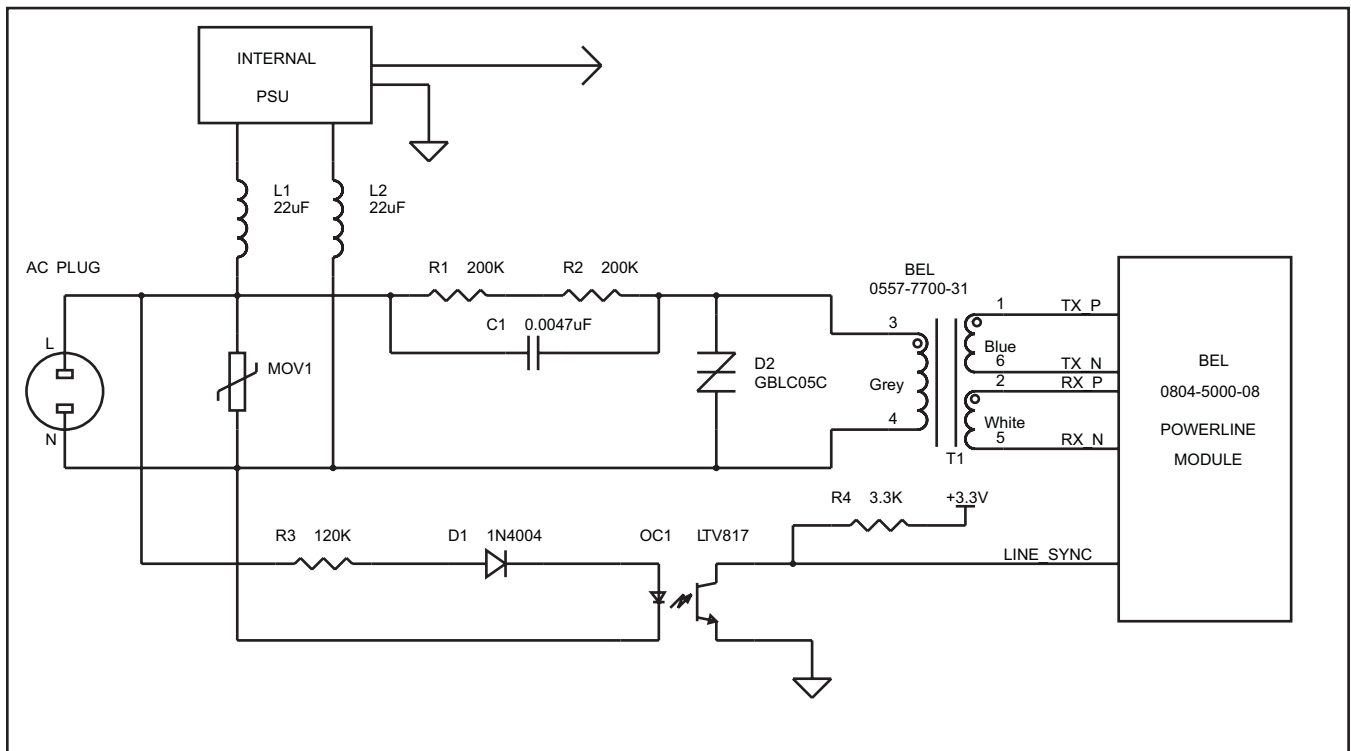 INTERNAL
PSU
L1
22uF
L2
22uF
AC PLUG
R1 200K
R2 200K
BEL
0557-7700-31
C1 0.0047uF
L
N
MOV1
D2
GBLC05C
3
4
Grey
1
Blue
6
2
White
5
T1
TX_P
TX_N
RX_P
RX_N
BEL
0804-5000-08
POWERLINE
MODULE
R4 3.3K
+3.3V
R3 120K
D1 1N4004
OC1 LTV817
LINE_SYNC